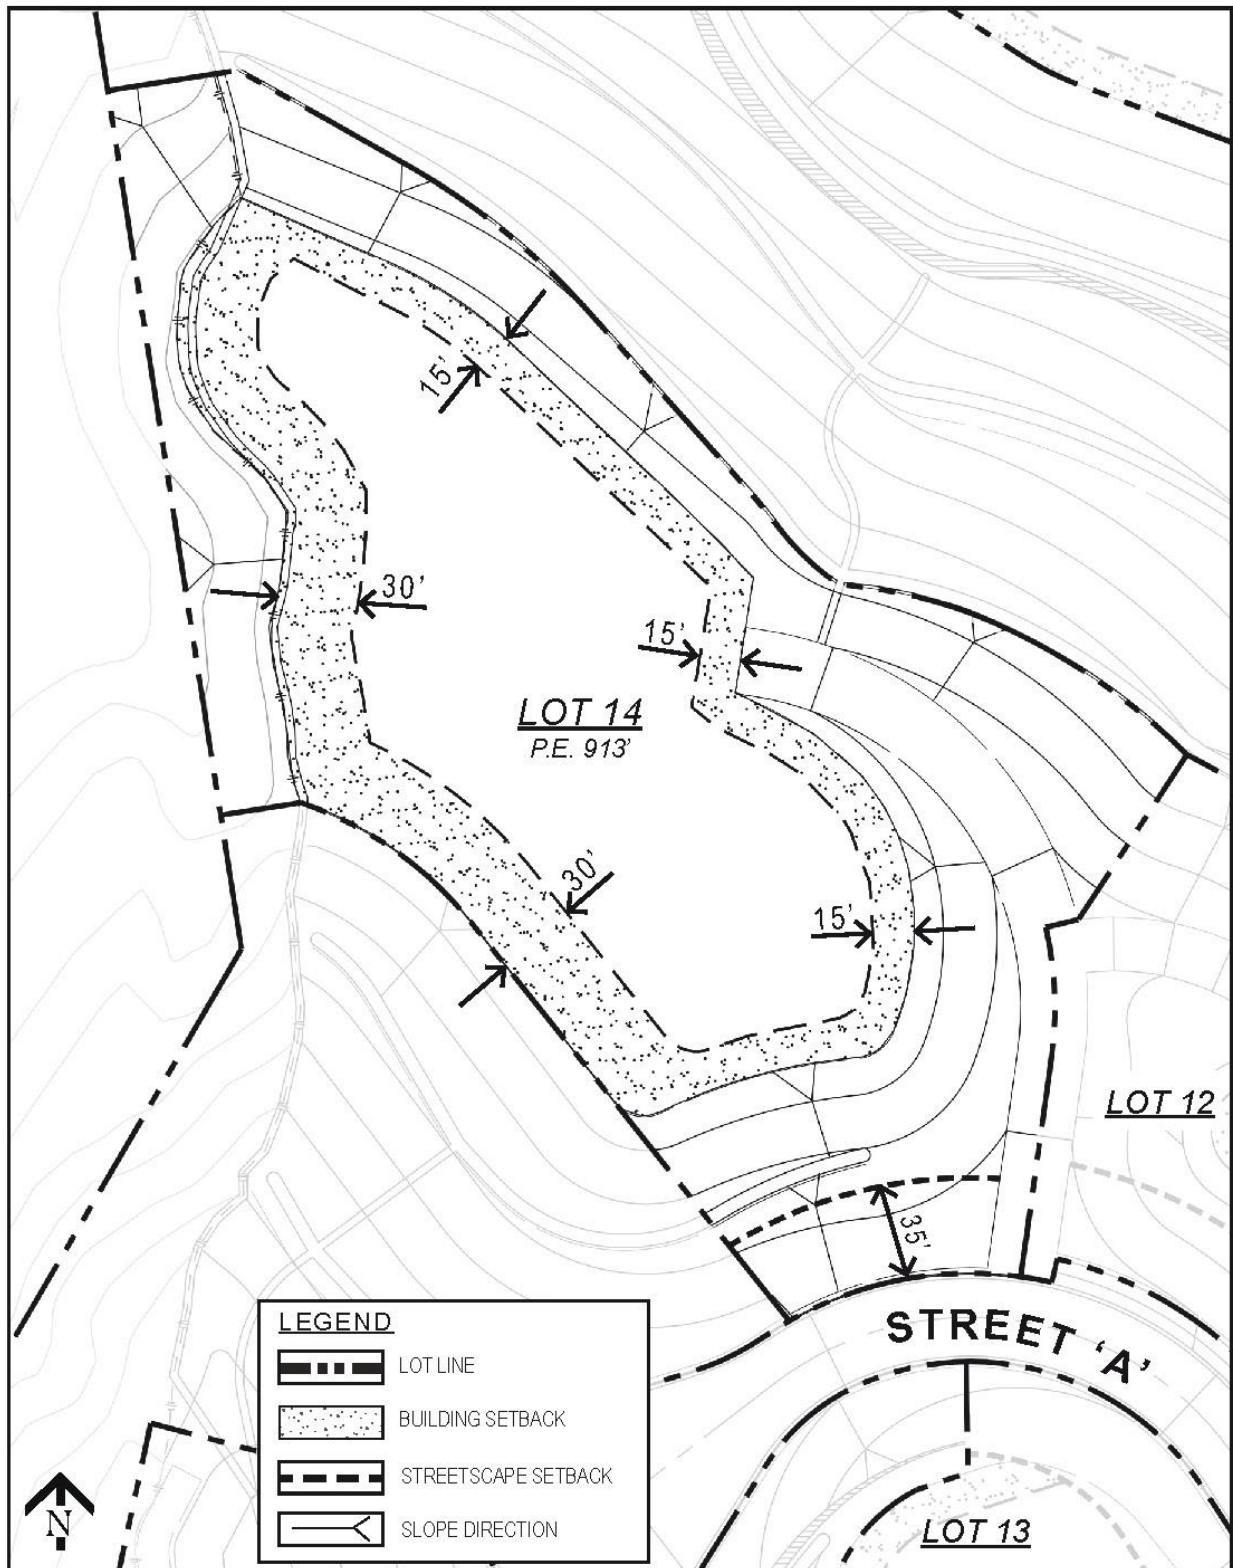 15'
30'
15'
LOT 14
P.E. 913'
30'
15'
LOT 12
35'
STREET 'A'
LEGEND
LOT LINE
BUILDING SETBACK
STREETSCAPE SETBACK
SLOPE DIRECTION
N
LOT 13